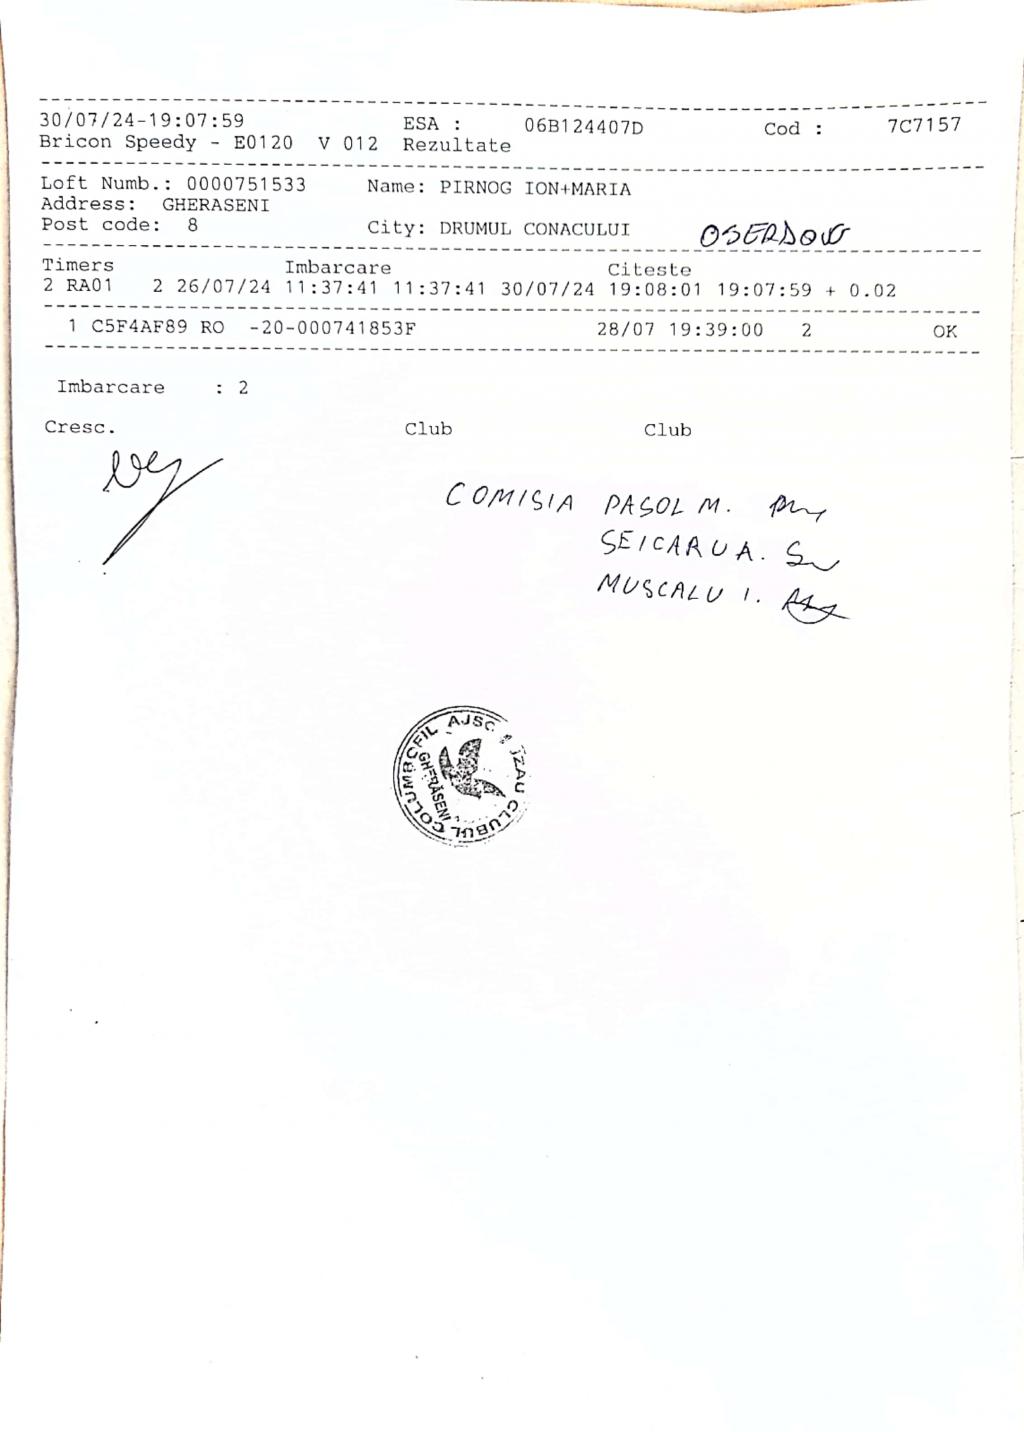 30/07/24-19:07:59 ESA : 06B124407D Cod : 7C7157
Bricon Speedy - E0120 V 012 Rezultate
Loft Numb.: 0000751533 Name: PIRNOG ION+MARIA
Address: GHERASENI
Post code: 8 City: DRUMUL CONACULUI
Timers Imbarcare Citeste
2 RA01 2 26/07/24 11:37:41 11:37:41 30/07/24 19:08:01 19:07:59 + 0.02
1 C5F4AF89 RO -20-000741853F 28/07 19:39:00 2 OK
Imbarcare : 2
Cresc. Club Club
COMISIA PASOL M.
SEICARU A.
MUSCALU I.
CLUBUL COLUMBOFIL AJSC
GHERĂSENI